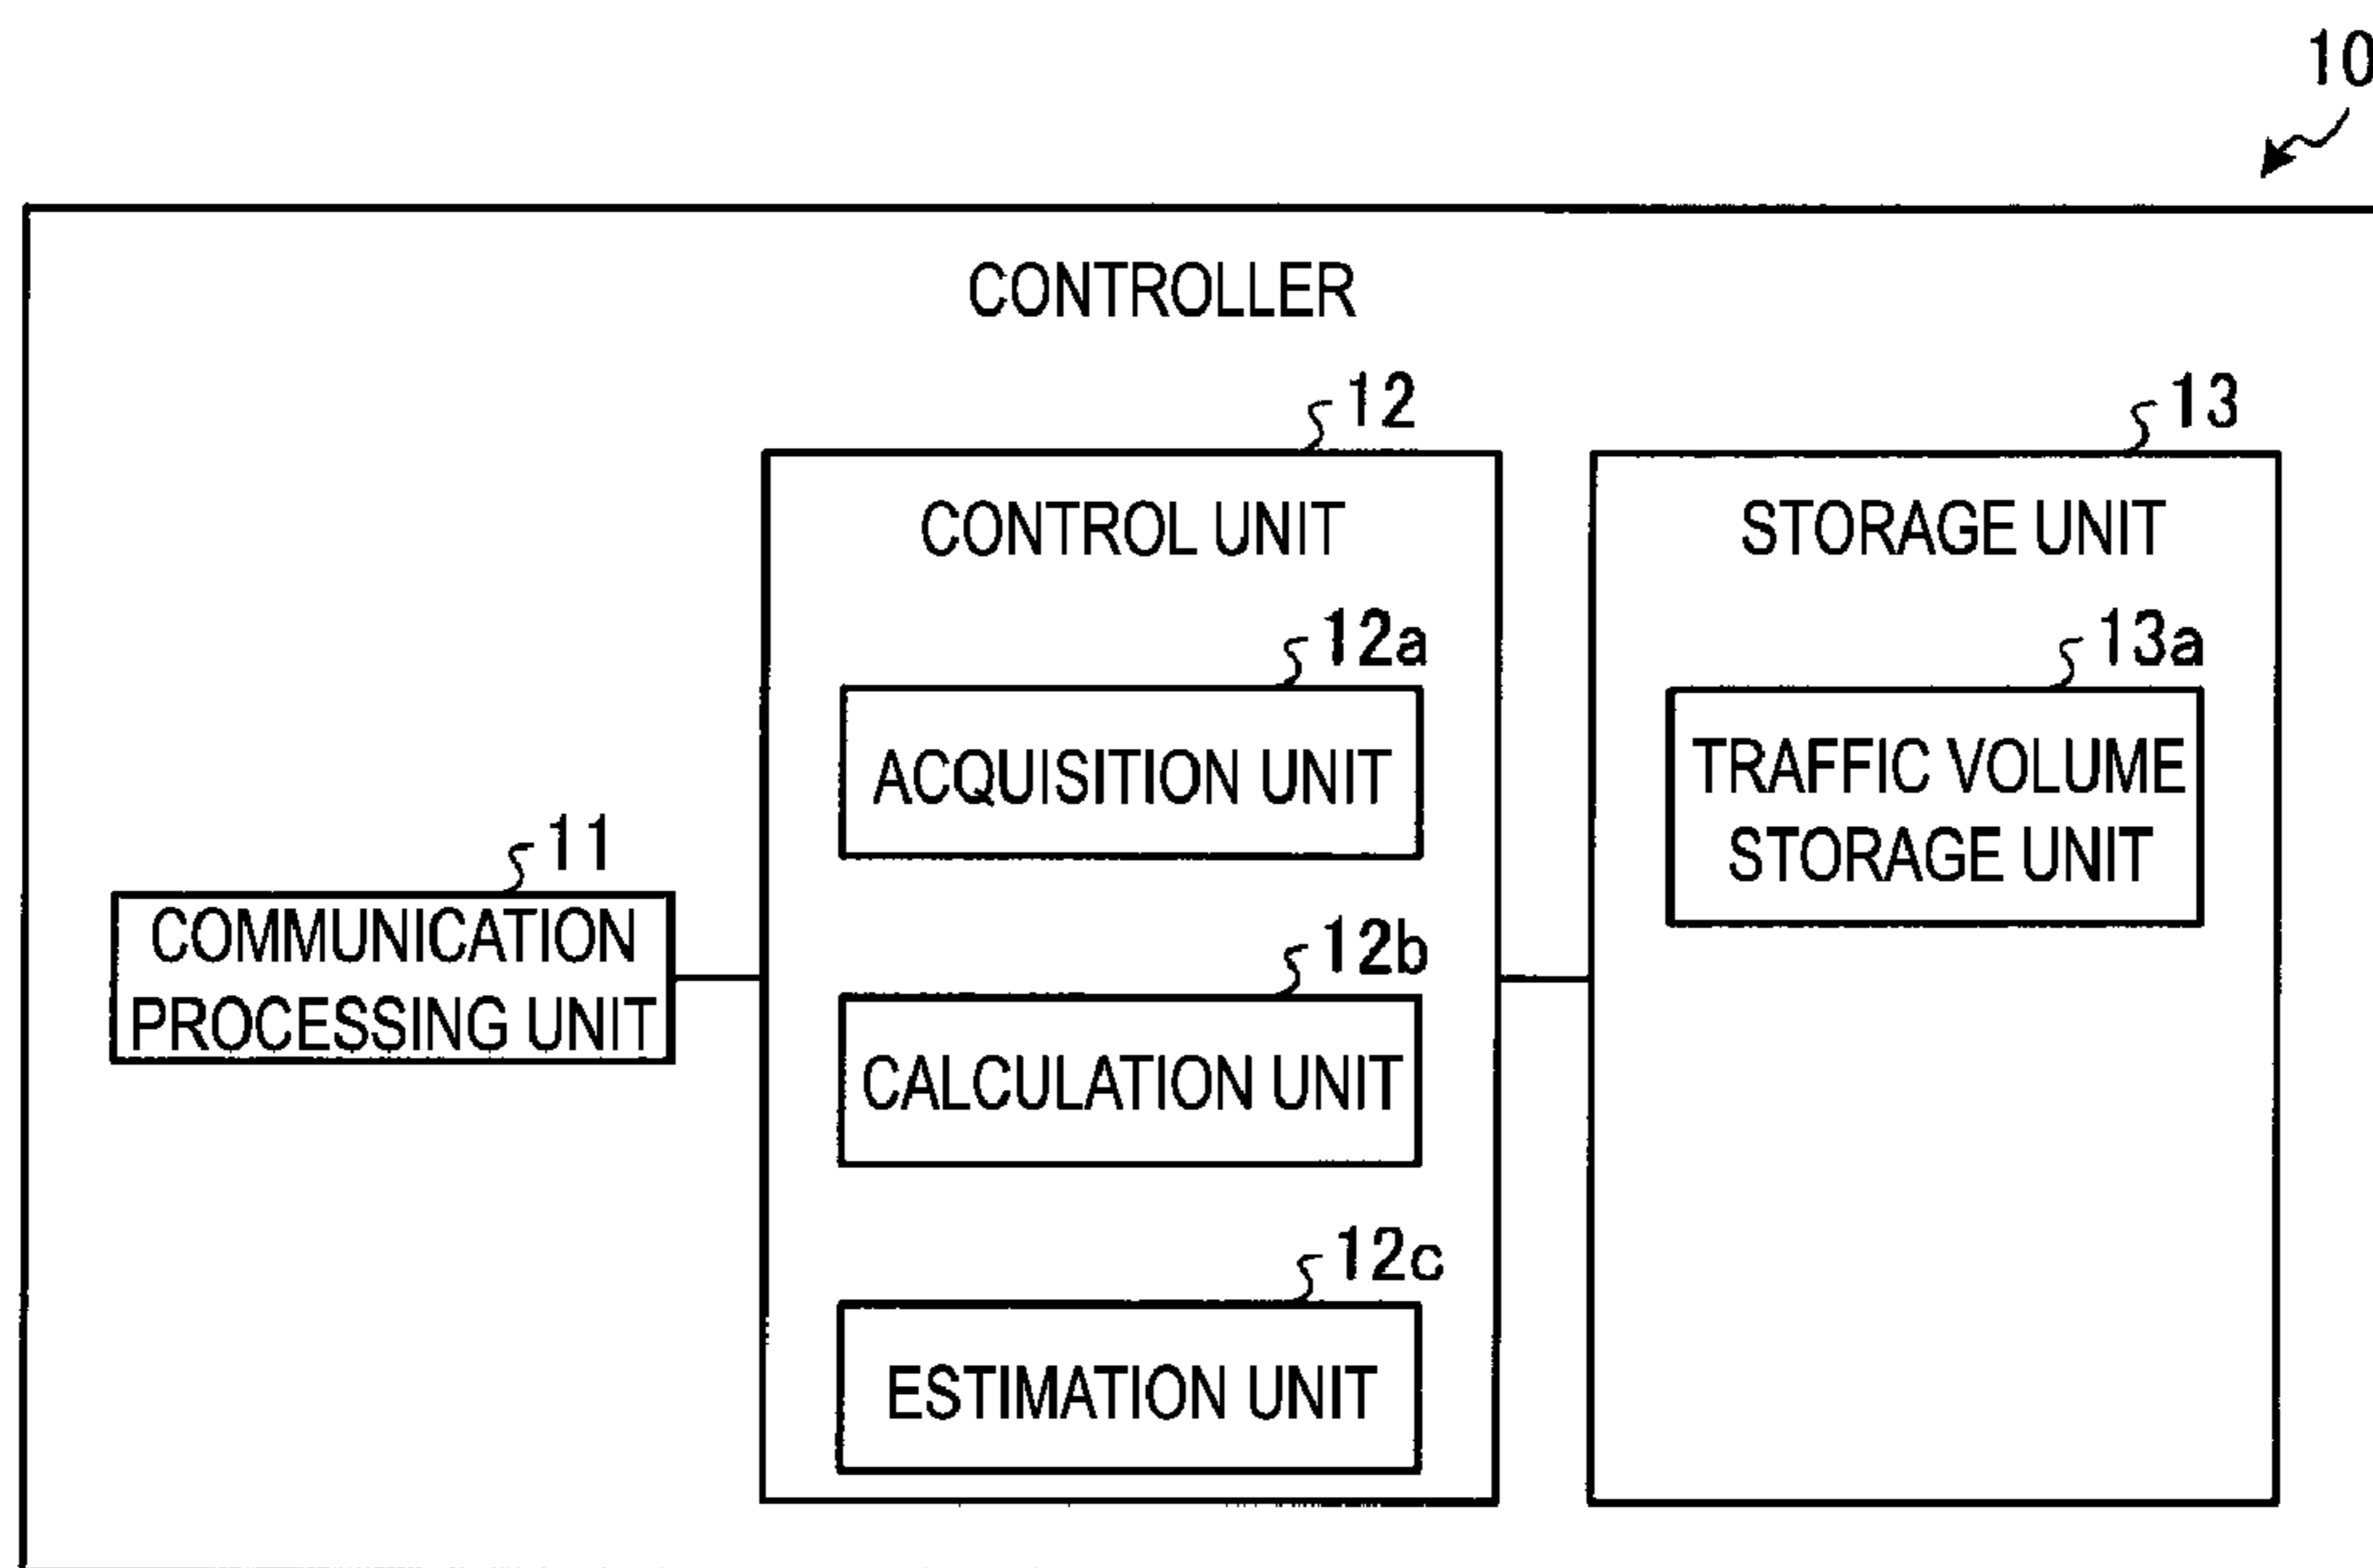 10
CONTROLLER
12
13
CONTROL UNIT
STORAGE UNIT
12a
13a
ACQUISITION UNIT
TRAFFIC VOLUME
STORAGE UNIT
11
COMMUNICATION
PROCESSING UNIT
12b
CALCULATION UNIT
12c
ESTIMATION UNIT